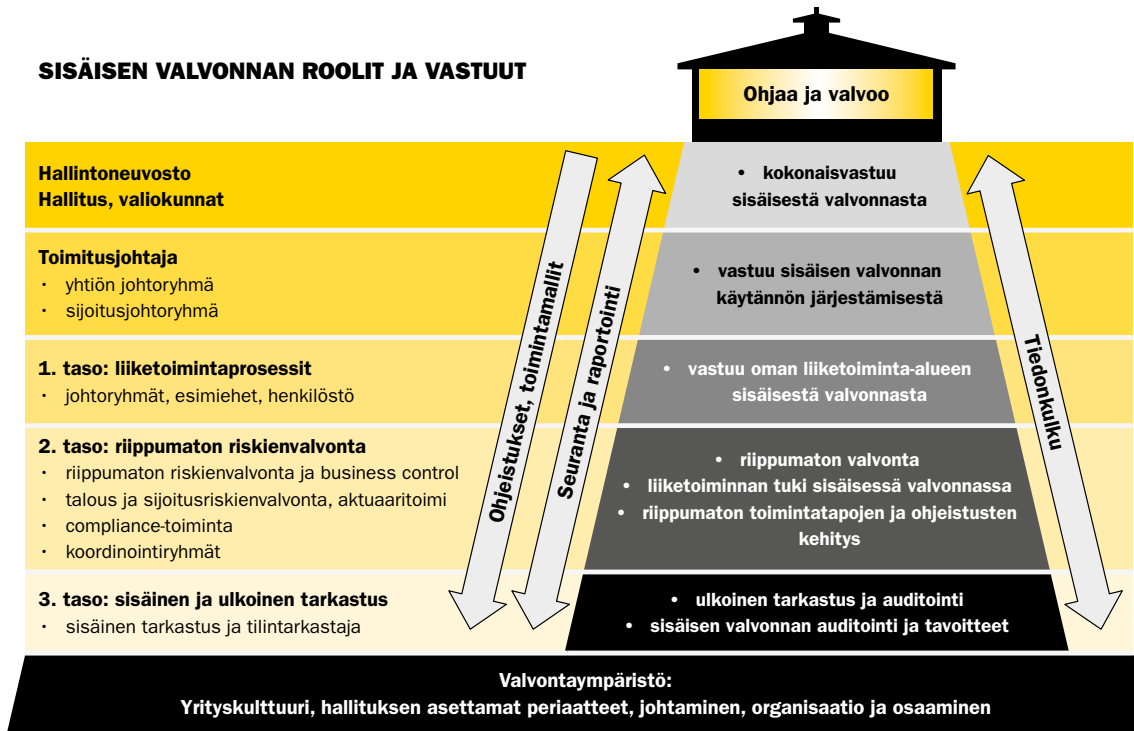 SISÄISEN VALVONNAN ROOLIT JA VASTUUT
Ohjaa ja valvoo
Hallintoneuvosto
Hallitus, valiokunnat
• kokonaisvastuu
sisäisestä valvonnasta
Toimitusjohtaja
· yhtiön johtoryhmä
· sijoitusjohtoryhmä
• vastuu sisäisen valvonnan
käytännön järjestämisestä
1. taso: liiketoimintaprosessit
· johtoryhmät, esimiehet, henkilöstö
• vastuu oman liiketoiminta-alueen
sisäisestä valvonnasta
2. taso: riippumaton riskienvalvonta
· riippumaton riskienvalvonta ja business control
· talous ja sijoitusriskienvalvonta, aktuaaritoimi
· compliance-toiminta
· koordinointiryhmät
• riippumaton valvonta
• liiketoiminnan tuki sisäisessä valvonnassa
• riippumaton toimintatapojen ja ohjeistusten
kehitys
3. taso: sisäinen ja ulkoinen tarkastus
· sisäinen tarkastus ja tilintarkastaja
• ulkoinen tarkastus ja auditointi
• sisäisen valvonnan auditointi ja tavoitteet
Ohjeistukset, toimintamallit
Seuranta ja raportointi
Tiedonkulku
Valvontaympäristö:
Yrityskulttuuri, hallituksen asettamat periaatteet, johtaminen, organisaatio ja osaaminen